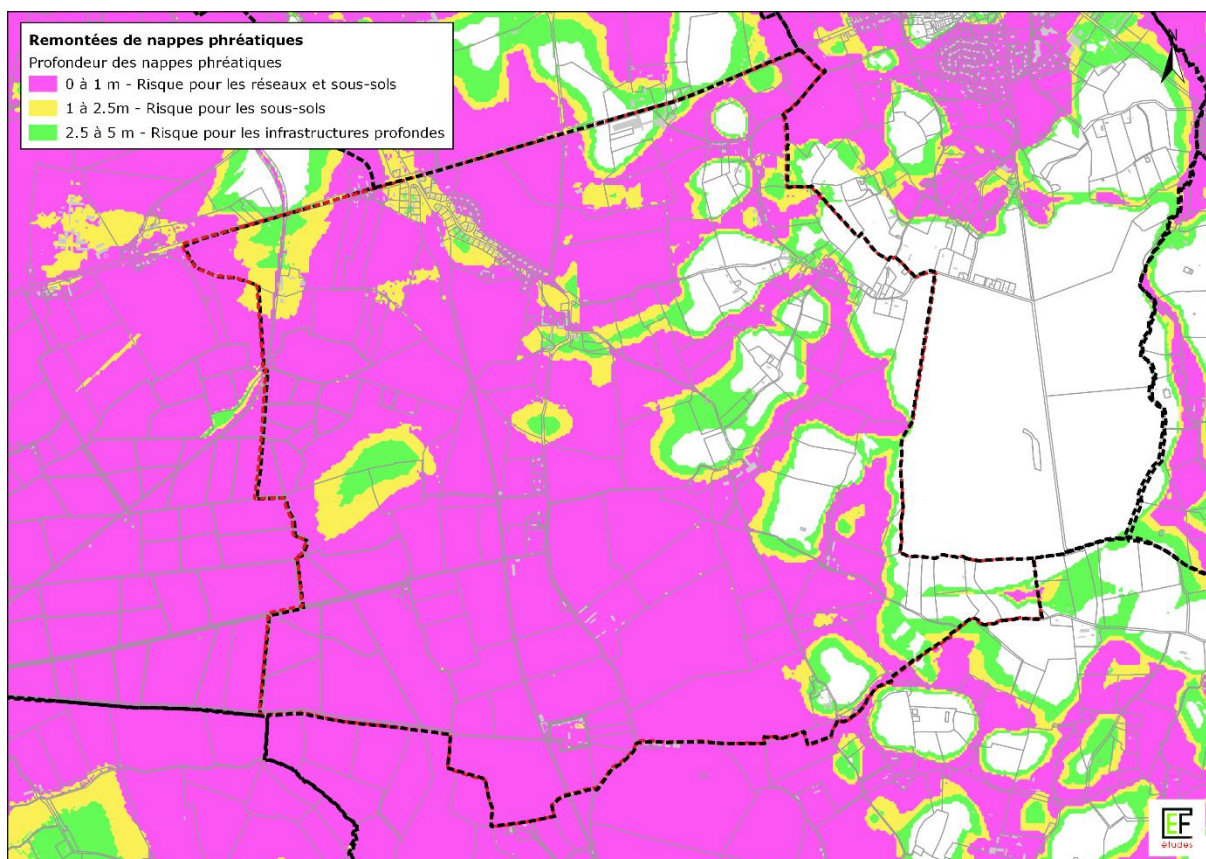 Remontées de nappes phréatiques
Profondeur des nappes phréatiques
0 à 1 m - Risque pour les réseaux et sous-sols
1 à 2.5m - Risque pour les sous-sols
2.5 à 5 m - Risque pour les infrastructures profondes
N
CEF
études